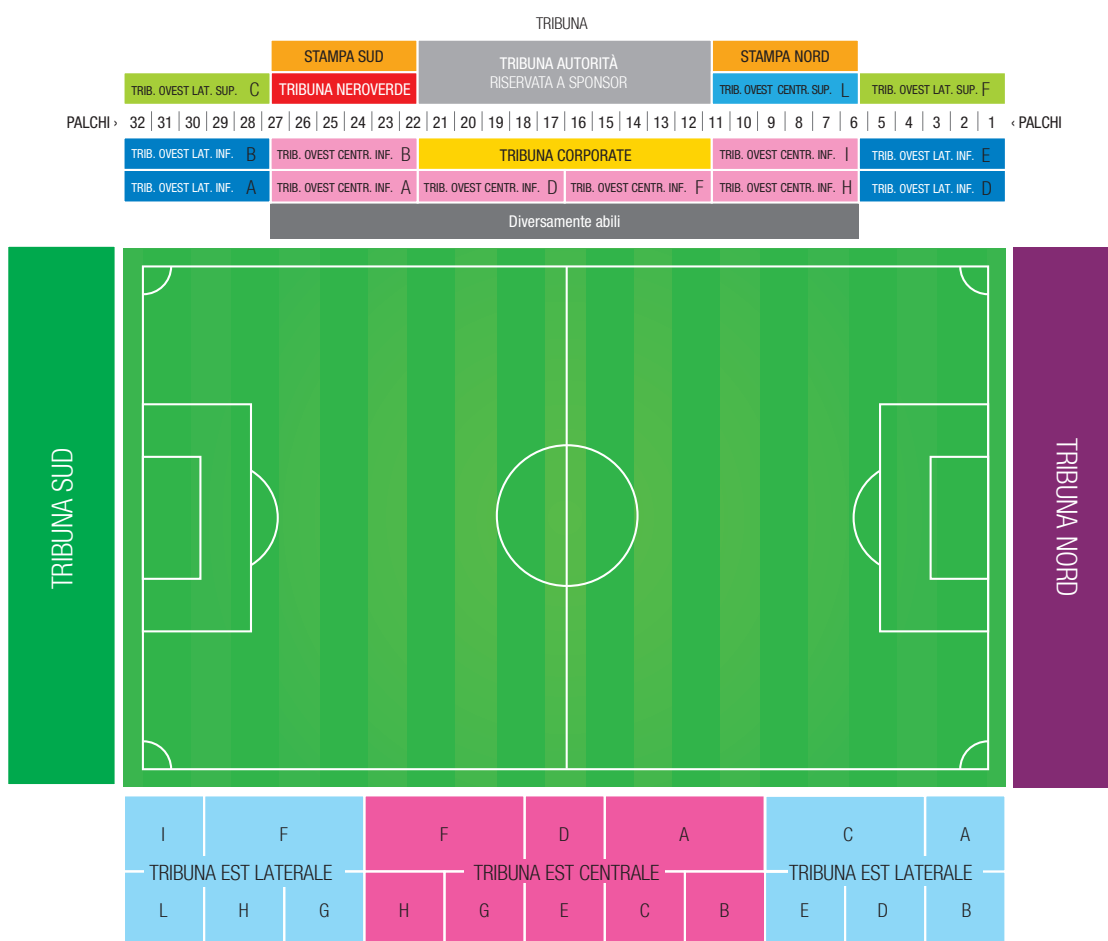 TRIBUNA
STAMPA SUD
TRIBUNA AUTORITÀ
RISERVATA A SPONSOR
STAMPA NORD
TRIB. OVEST LAT. SUP. C
TRIBUNA NEROVERDE
TRIB. OVEST CENTR. SUP. L
TRIB. OVEST LAT. SUP. F
PALCHI › 32 | 31 | 30 | 29 | 28 | 27 | 26 | 25 | 24 | 23 | 22 | 21 | 20 | 19 | 18 | 17 | 16 | 15 | 14 | 13 | 12 | 11 | 10 | 9 | 8 | 7 | 6 | 5 | 4 | 3 | 2 | 1 ‹ PALCHI
TRIB. OVEST LAT. INF. B
TRIB. OVEST CENTR. INF. B
TRIBUNA CORPORATE
TRIB. OVEST CENTR. INF. I
TRIB. OVEST LAT. INF. E
TRIB. OVEST LAT. INF. A
TRIB. OVEST CENTR. INF. A
TRIB. OVEST CENTR. INF. D
TRIB. OVEST CENTR. INF. F
TRIB. OVEST CENTR. INF. H
TRIB. OVEST LAT. INF. D
Diversamente abili
TRIBUNA SUD
TRIBUNA NORD
I F F D A C A
TRIBUNA EST LATERALE
TRIBUNA EST CENTRALE
TRIBUNA EST LATERALE
L H G H G E C B E D B